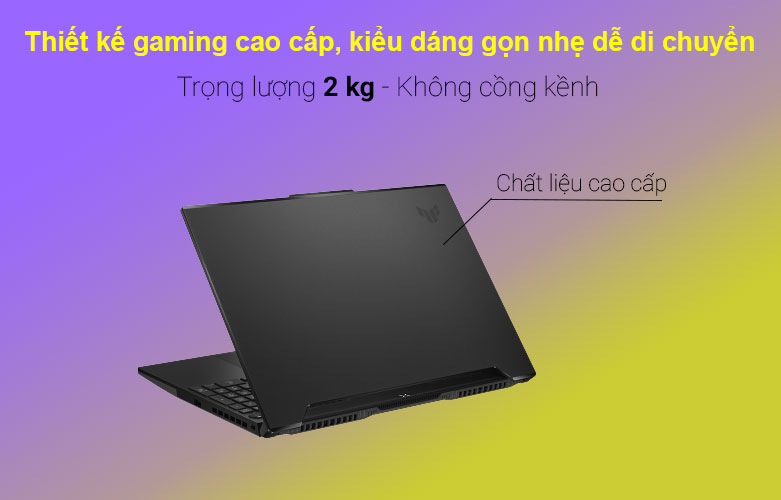 Thiết kế gaming cao cấp, kiểu dáng gọn nhẹ dễ di chuyển
Trọng lượng 2 kg - Không cồng kềnh
Chất liệu cao cấp